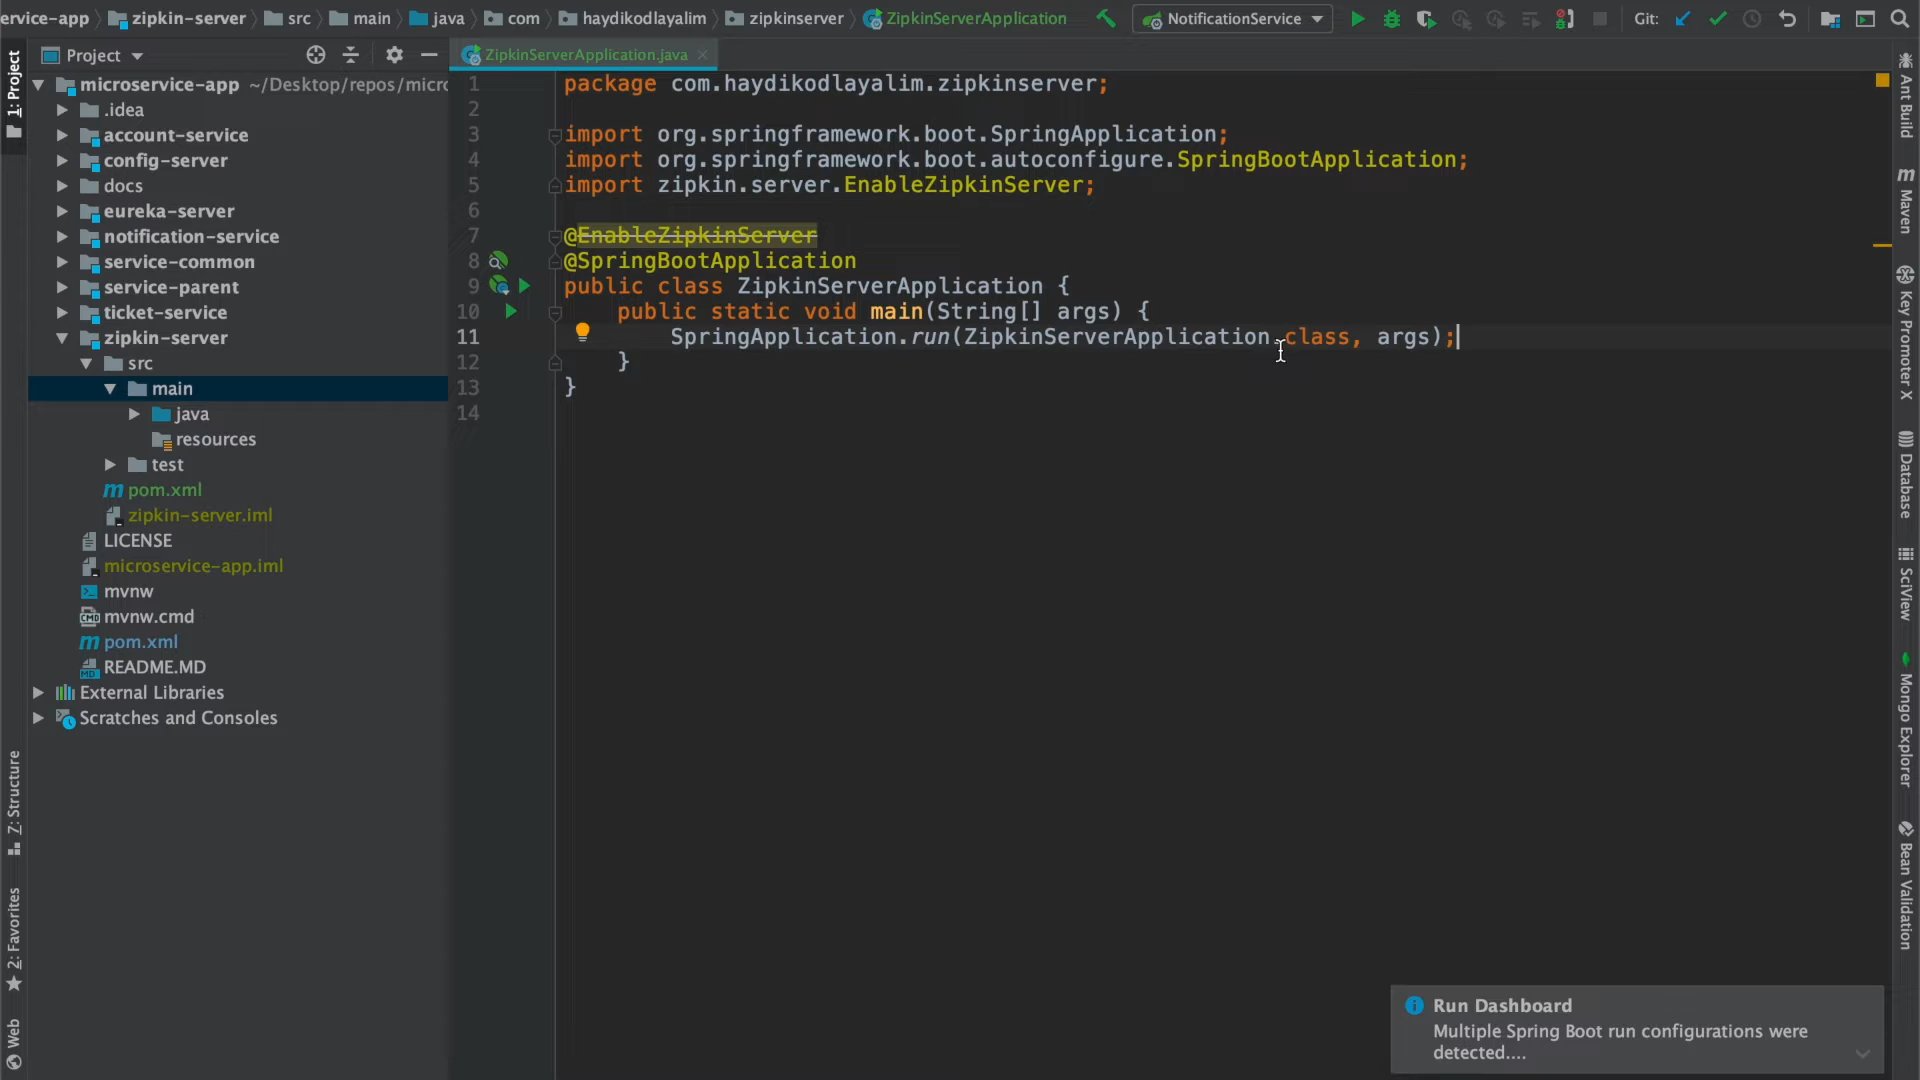 ervice-app
zipkin-server
src
main
java
com
haydikodlayalim
zipkinserver
ZipkinServerApplication
NotificationService
Git:
1: Project
Project
ZipkinServerApplication.java
microservice-app ~/Desktop/repos/micro
.idea
account-service
config-server
docs
eureka-server
notification-service
service-common
service-parent
ticket-service
zipkin-server
src
main
java
resources
test
pom.xml
zipkin-server.iml
LICENSE
microservice-app.iml
mvnw
mvnw.cmd
pom.xml
README.MD
External Libraries
Scratches and Consoles
1 package com.haydikodlayalim.zipkinserver;
2
3 import org.springframework.boot.SpringApplication;
4 import org.springframework.boot.autoconfigure.SpringBootApplication;
5 import zipkin.server.EnableZipkinServer;
6
7 @EnableZipkinServer
8 @SpringBootApplication
9 public class ZipkinServerApplication {
10 public static void main(String[] args) {
11 SpringApplication.run(ZipkinServerApplication.class, args);
12 }
13 }
14
Z: Structure
2: Favorites
Web
Ant Build
Maven
Key Promoter X
Database
SciView
Mongo Explorer
Bean Validation
Run Dashboard
Multiple Spring Boot run configurations were
detected....